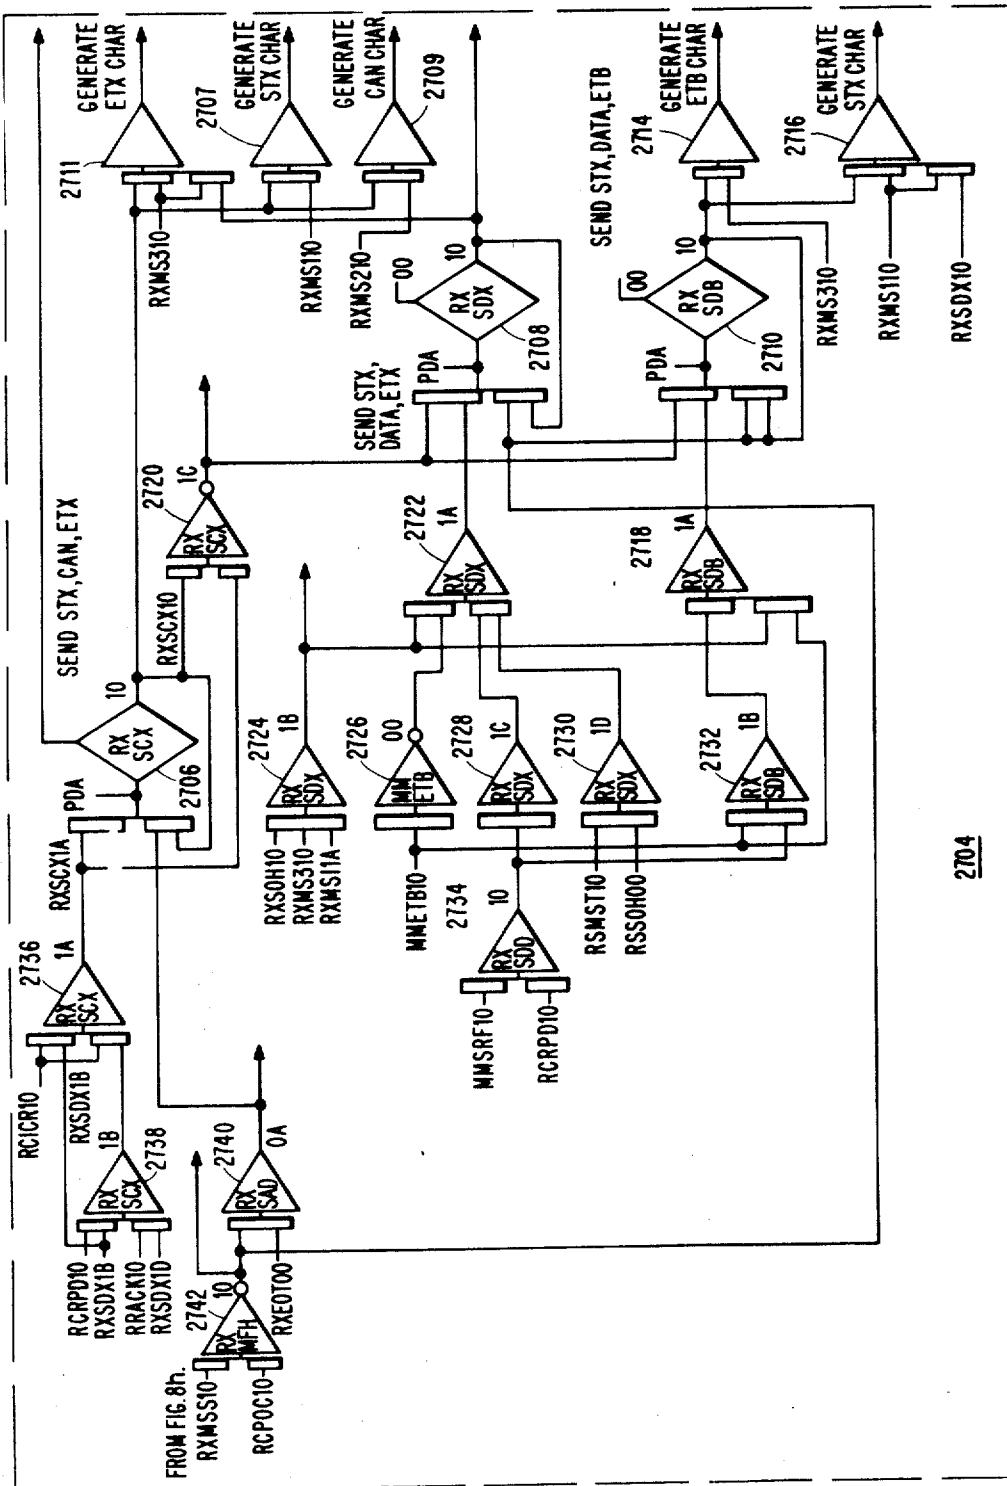 GENERATE
ETX CHAR
2711
GENERATE
STX CHAR
2707
GENERATE
CAN CHAR
2709
RXMS310
RXMS110
RXMS210
SEND STX,CAN,ETX
RX
SCX
10
2706
PDA
RXSCX1A
RXSCX10
2720
RX
SCX
1C
SEND STX,
DATA,ETX
PDA
RX
SDX
00
10
2708
SEND STX,DATA,ETB
GENERATE
ETB CHAR
2714
GENERATE
STX CHAR
2716
PDA
RX
SDB
00
10
2710
RXMS310
RXMS110
RXSDX10
2722
RX
SDX
1A
2718
RX
SDB
1A
2724
RX
SDX
1B
RXSOH10
RXMS310
RXMS11A
2726
MM
ETB
00
MMETB10
2728
RX
SDX
1C
2730
RX
SDX
1D
RSMST10
RSSOH00
2732
RX
SDB
1B
2734
RX
SDD
10
MMSRF10
RCRPD10
2736
RX
SCX
1A
RCICR10
RXSDX1B
1B
2738
RX
SCX
RCRPD10
RXSDX1B
RRACK10
RXSDX1D
2740
RX
SAD
0A
RXEOT00
2742
RX
MFH
10
FROM FIG. 8h.
RXMSS10
RCPOC10
2704